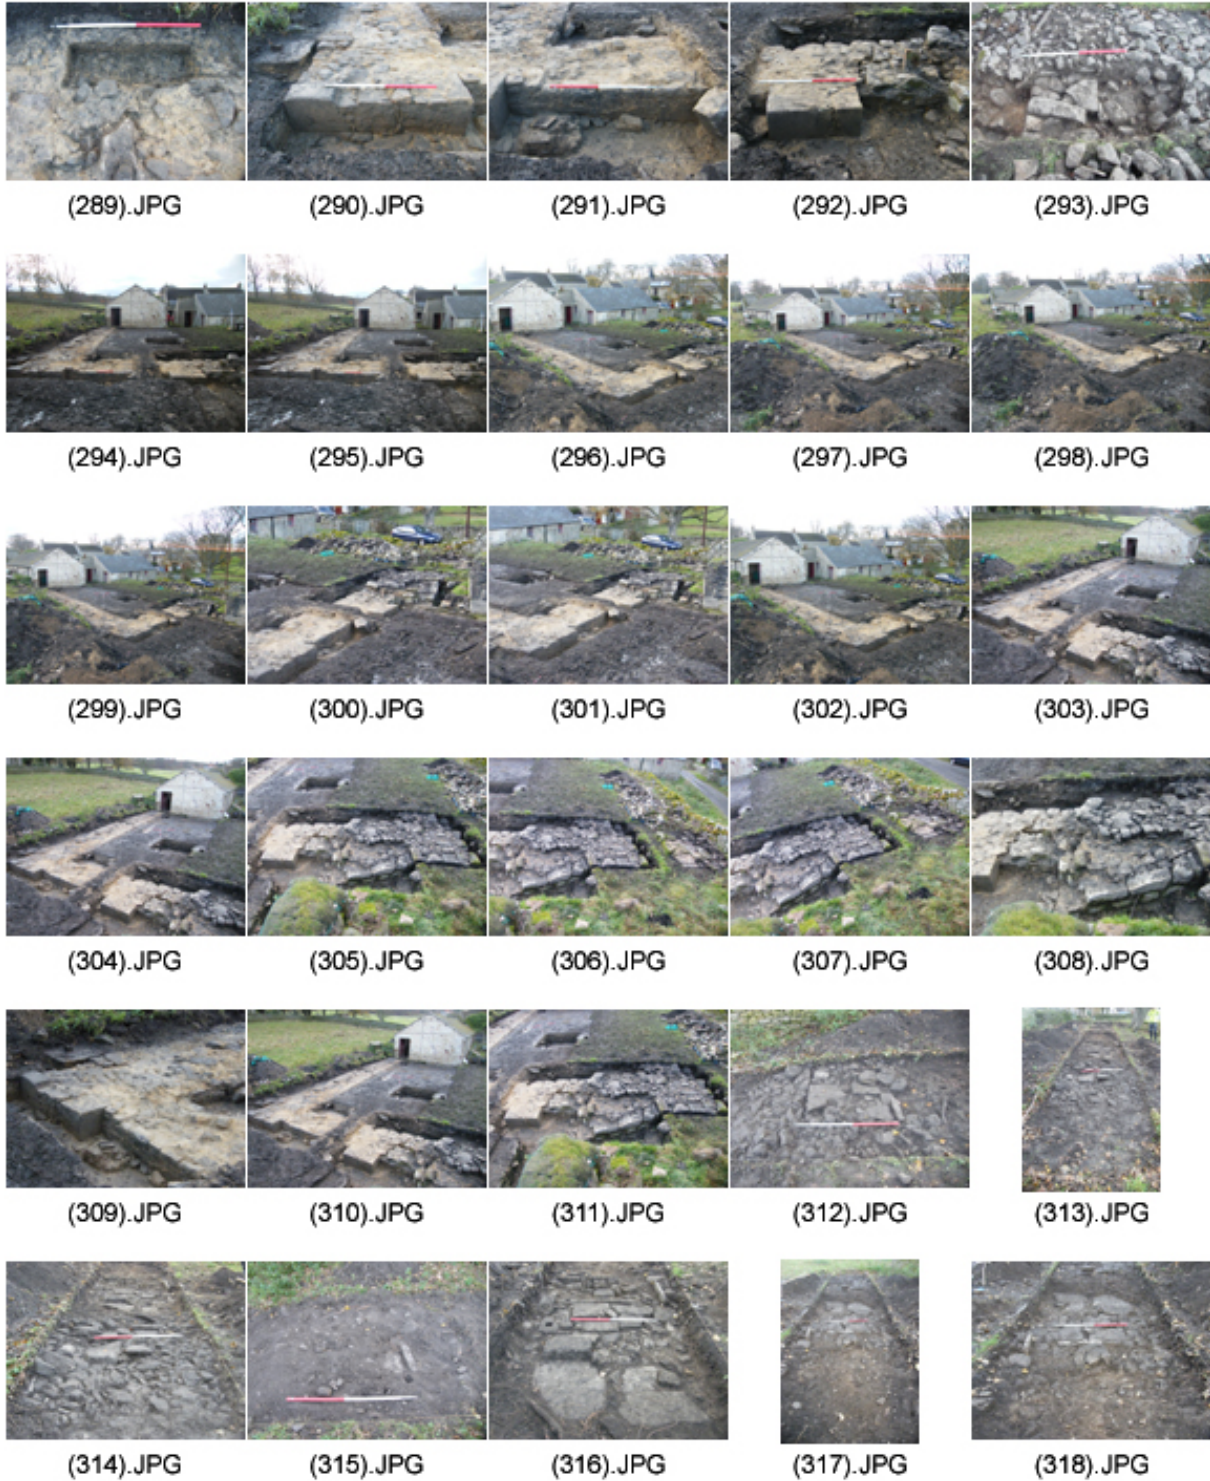 (289).JPG (290).JPG (291).JPG (292).JPG (293).JPG
(294).JPG (295).JPG (296).JPG (297).JPG (298).JPG
(299).JPG (300).JPG (301).JPG (302).JPG (303).JPG
(304).JPG (305).JPG (306).JPG (307).JPG (308).JPG
(309).JPG (310).JPG (311).JPG (312).JPG (313).JPG
(314).JPG (315).JPG (316).JPG (317).JPG (318).JPG